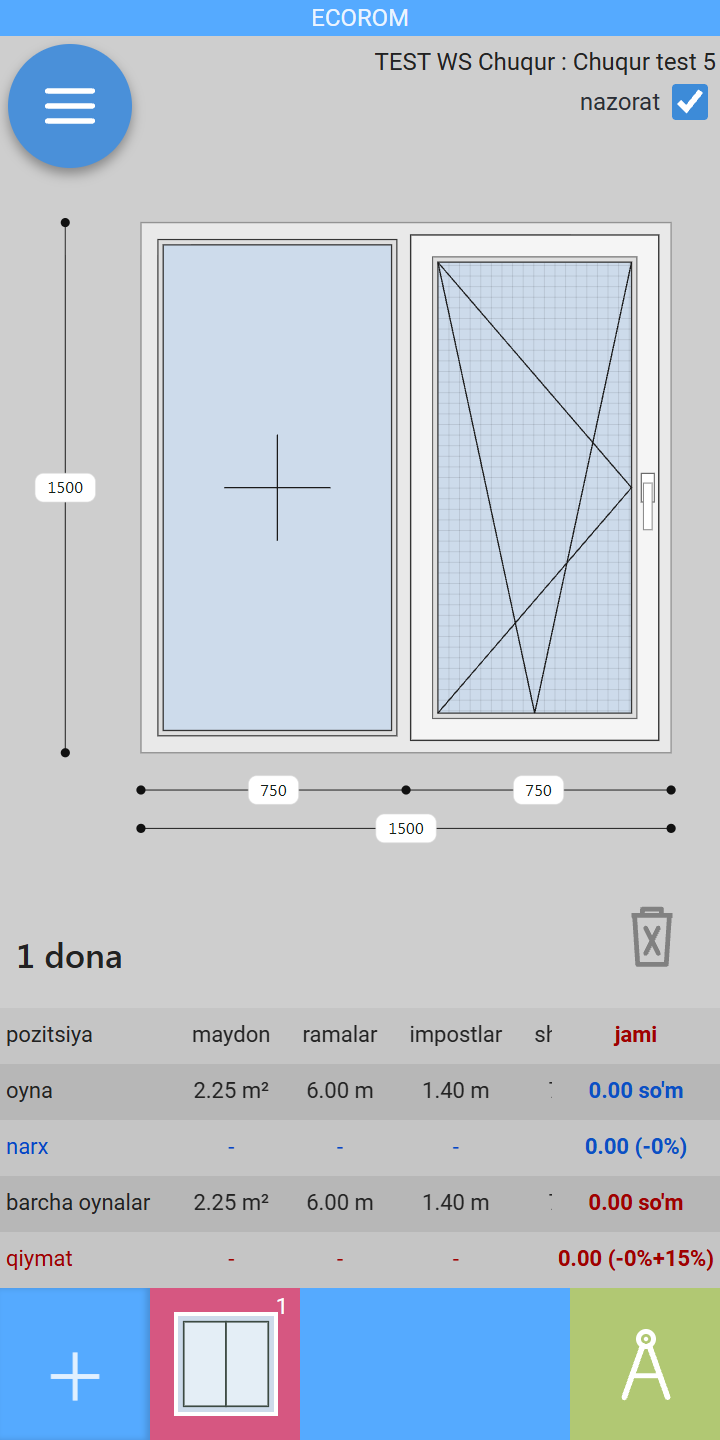 ECOROM
TEST WS Chuqur : Chuqur test 5
nazorat
1500
750 750
1500
1 dona
pozitsiya maydon ramalar impostlar jami
oyna 2.25 m² 6.00 m 1.40 m 0.00 so'm
narx - - - 0.00 (-0%)
barcha oynalar 2.25 m² 6.00 m 1.40 m 0.00 so'm
qiymat - - - 0.00 (-0%+15%)
1